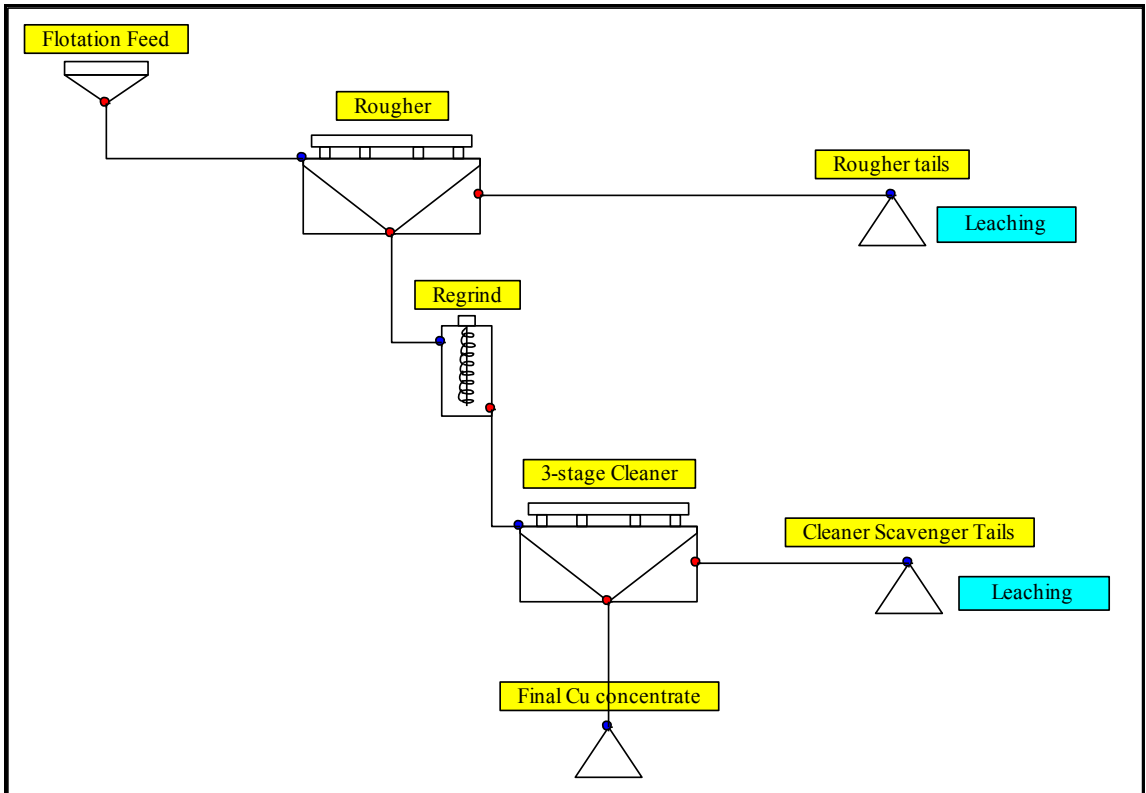 Flotation Feed
Rougher
Rougher tails
Leaching
Regrind
3-stage Cleaner
Cleaner Scavenger Tails
Leaching
Final Cu concentrate